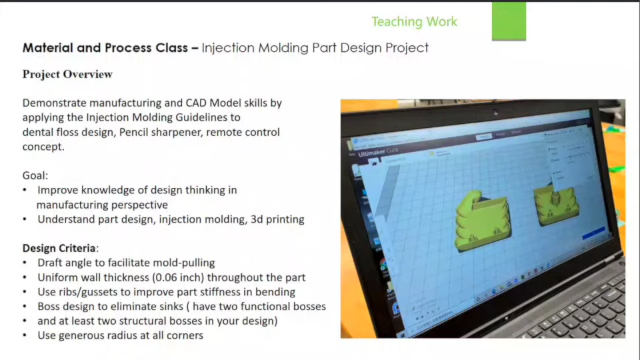 Teaching Work
Material and Process Class – Injection Molding Part Design Project
Project Overview
Demonstrate manufacturing and CAD Model skills by
applying the Injection Molding Guidelines to
dental floss design, Pencil sharpener, remote control
concept.
Goal:
• Improve knowledge of design thinking in
manufacturing perspective
• Understand part design, injection molding, 3d printing
Design Criteria:
• Draft angle to facilitate mold-pulling
• Uniform wall thickness (0.06 inch) throughout the part
• Use ribs/gussets to improve part stiffness in bending
• Boss design to eliminate sinks ( have two functional bosses
• and at least two structural bosses in your design)
• Use generous radius at all corners
Ultimaker Cura